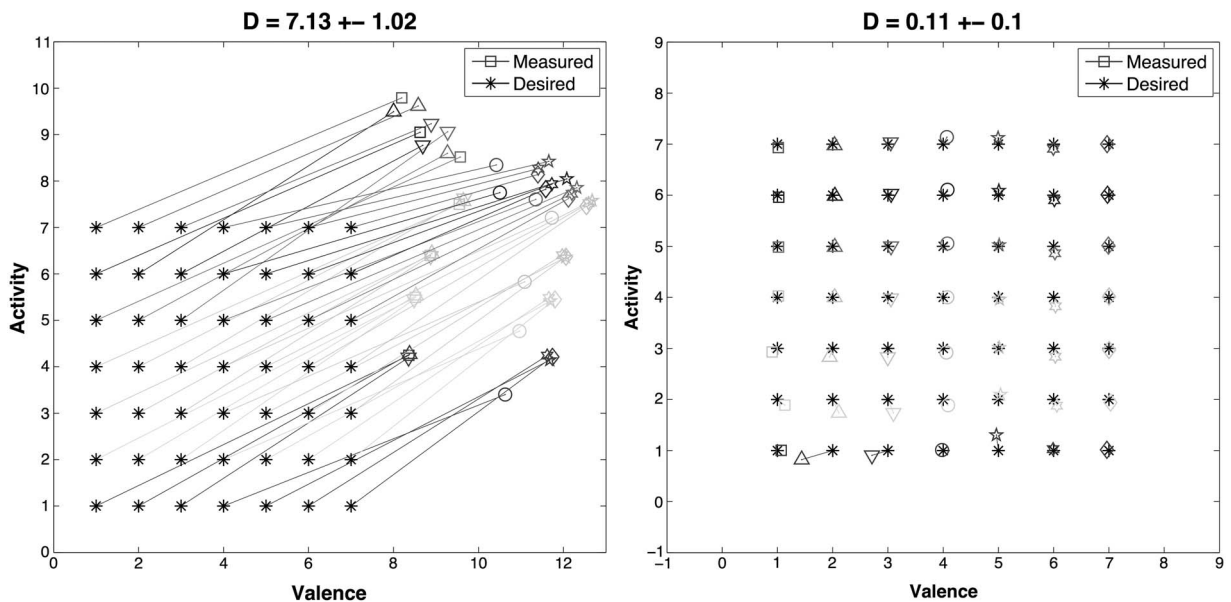 D = 7.13 +− 1.02
11
10
9
8
7
6
5
4
3
2
1
0
Activity
Measured
Desired
0 2 4 6 8 10 12
Valence
D = 0.11 +− 0.1
9
8
7
6
5
4
3
2
1
0
−1
Activity
Measured
Desired
−1 0 1 2 3 4 5 6 7 8 9
Valence